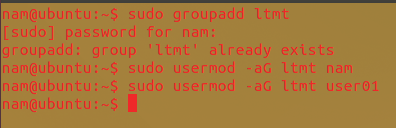 nam@ubuntu:~$ sudo groupadd ltmt
[sudo] password for nam:
groupadd: group 'ltmt' already exists
nam@ubuntu:~$ sudo usermod -aG ltmt nam
nam@ubuntu:~$ sudo usermod -aG ltmt user01
nam@ubuntu:~$